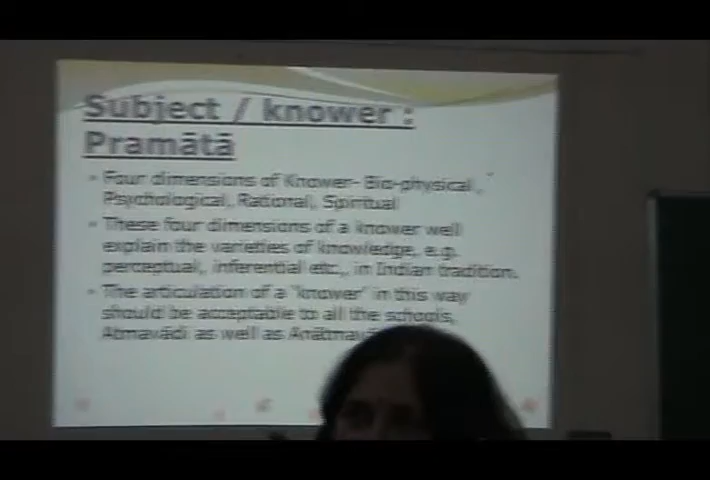 Subject / knower :
Pramātā
- Four dimensions of Knower- Bio-physical,
Psychological, Rational, Spiritual
- These four dimensions of a knower well
explain the varieties of knowledge, e.g.
perceptual, inferential etc., in Indian tradition.
- The articulation of a 'knower' in this way
should be acceptable to all the schools,
Ātmavādi as well as